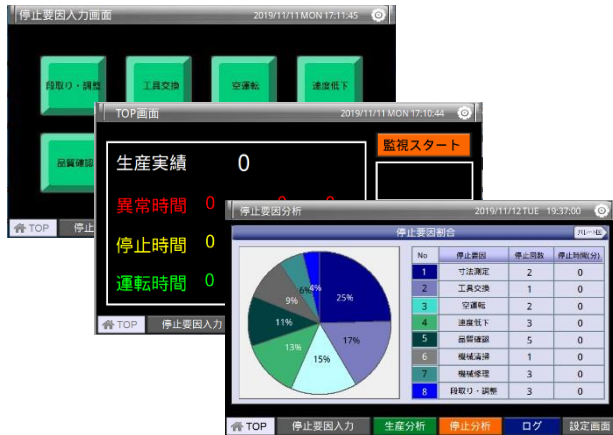 停止要因入力画面 2019/11/11 MON 17:11:45
段取り・調整 工具交換 空運転 速度低下
品質確認
TOP 停止
TOP画面 2019/11/11 MON 17:10:44
生産実績 0 監視スタート
異常時間 0
停止時間 0
運転時間 0
TOP 停止要因入力
停止要因分析 2019/11/12 TUE 19:37:00
停止要因割合
No 停止要因 停止回数 停止時間(分)
1 寸法測定 2 0
2 工具交換 1 0
3 空運転 2 0
4 速度低下 3 0
5 品質確認 5 0
6 機械清掃 1 0
7 機械修理 3 0
8 段取り・調整 3 0
25%
17%
15%
13%
11%
9%
6%
4%
TOP 停止要因入力 生産分析 停止分析 ログ 設定画面